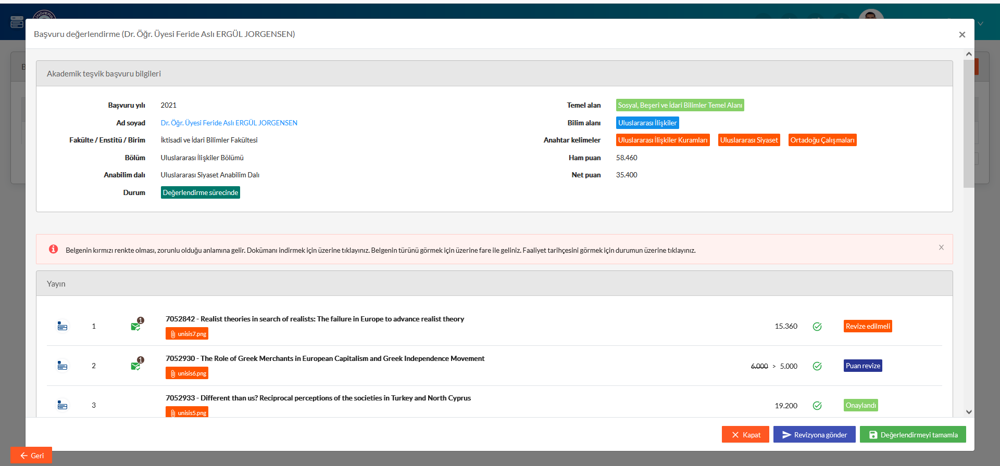 ÜNİVERS
Başvuru değerlendirme (Dr. Öğr. Üyesi Feride Aslı ERGÜL JORGENSEN)
B
Akademik teşvik başvuru bilgileri
Başvuru yılı 2021
Ad soyad Dr. Öğr. Üyesi Feride Aslı ERGÜL JORGENSEN
Fakülte / Enstitü / Birim İktisadi ve İdari Bilimler Fakültesi
Bölüm Uluslararası İlişkiler Bölümü
Anabilim dalı Uluslararası Siyaset Anabilim Dalı
Durum Değerlendirme sürecinde
Temel alan Sosyal, Beşeri ve İdari Bilimler Temel Alanı
Bilim alanı Uluslararası İlişkiler
Anahtar kelimeler Uluslararası İlişkiler Kuramları Uluslararası Siyaset Ortadoğu Çalışmaları
Ham puan 58.460
Net puan 35.400
Belgenin kırmızı renkte olması, zorunlu olduğu anlamına gelir. Dokümanı indirmek için üzerine tıklayınız. Belgenin türünü görmek için üzerine fare ile geliniz. Faaliyet tarihçesini görmek için durumun üzerine tıklayınız.
Yayın
1 1 7052842 - Realist theories in search of realists: The failure in Europe to advance realist theory 15.360 Revize edilmeli
unisis7.png
2 1 7052930 - The Role of Greek Merchants in European Capitalism and Greek Independence Movement 6.000 > 5.000 Puan revize
unisis6.png
3 7052933 - Different than us? Reciprocal perceptions of the societies in Turkey and North Cyprus 19.200 Onaylandı
unisis5.png
Kapat Revizyona gönder Değerlendirmeyi tamamla
Geri